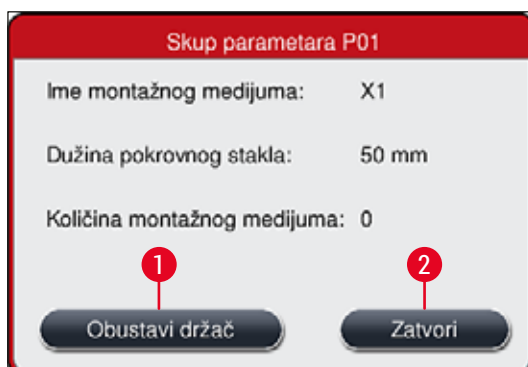 Skup parametara P01
Ime montažnog medijuma: X1
Dužina pokrovnog stakla: 50 mm
Količina montažnog medijuma: 0
1 2
Obustavi držač Zatvori